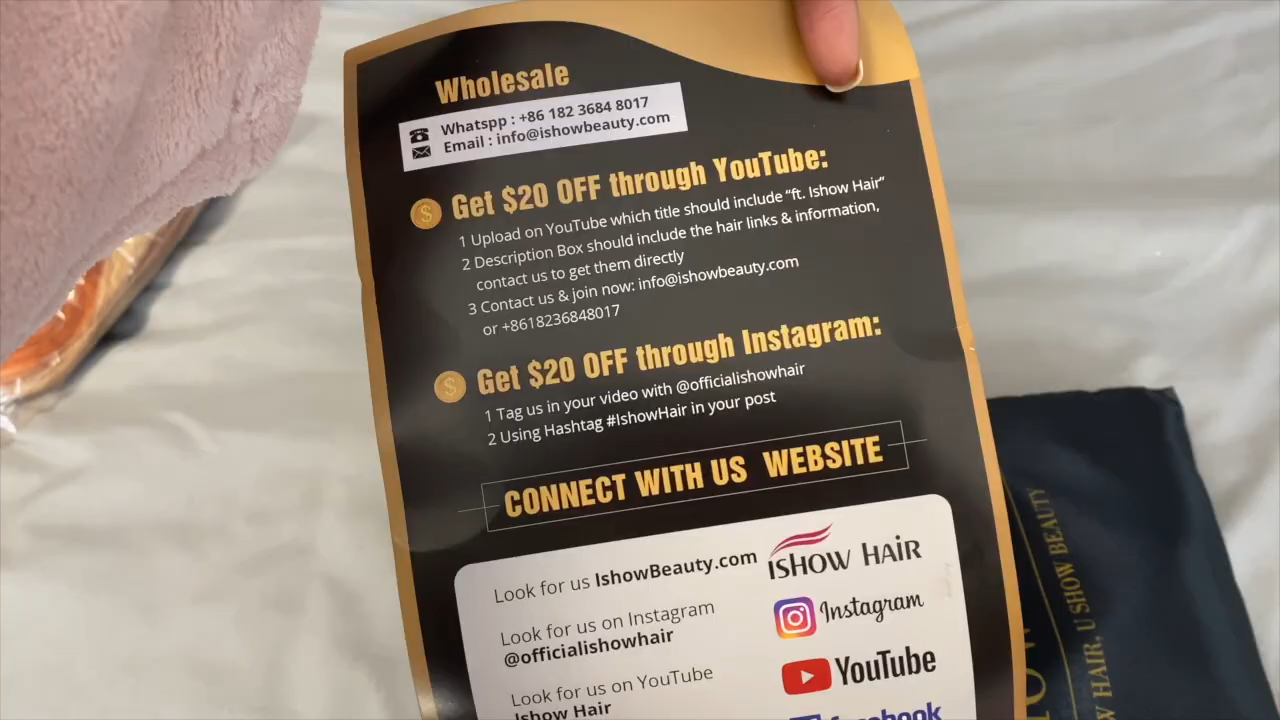 Wholesale
Whatspp : +86 182 3684 8017
Email : info@ishowbeauty.com
Get $20 OFF through YouTube:
1 Upload on YouTube which title should include “ft. Ishow Hair”
2 Description Box should include the hair links & information,
contact us to get them directly
3 Contact us & join now: info@ishowbeauty.com
or +8618236848017
Get $20 OFF through Instagram:
1 Tag us in your video with @officialishowhair
2 Using Hashtag #IshowHair in your post
CONNECT WITH US WEBSITE
Look for us IshowBeauty.com
ISHOW HAIR
Look for us on Instagram
@officialishowhair
Instagram
Look for us on YouTube
Ishow Hair
YouTube
facebook
W HAIR, U SHOW BEAUTY